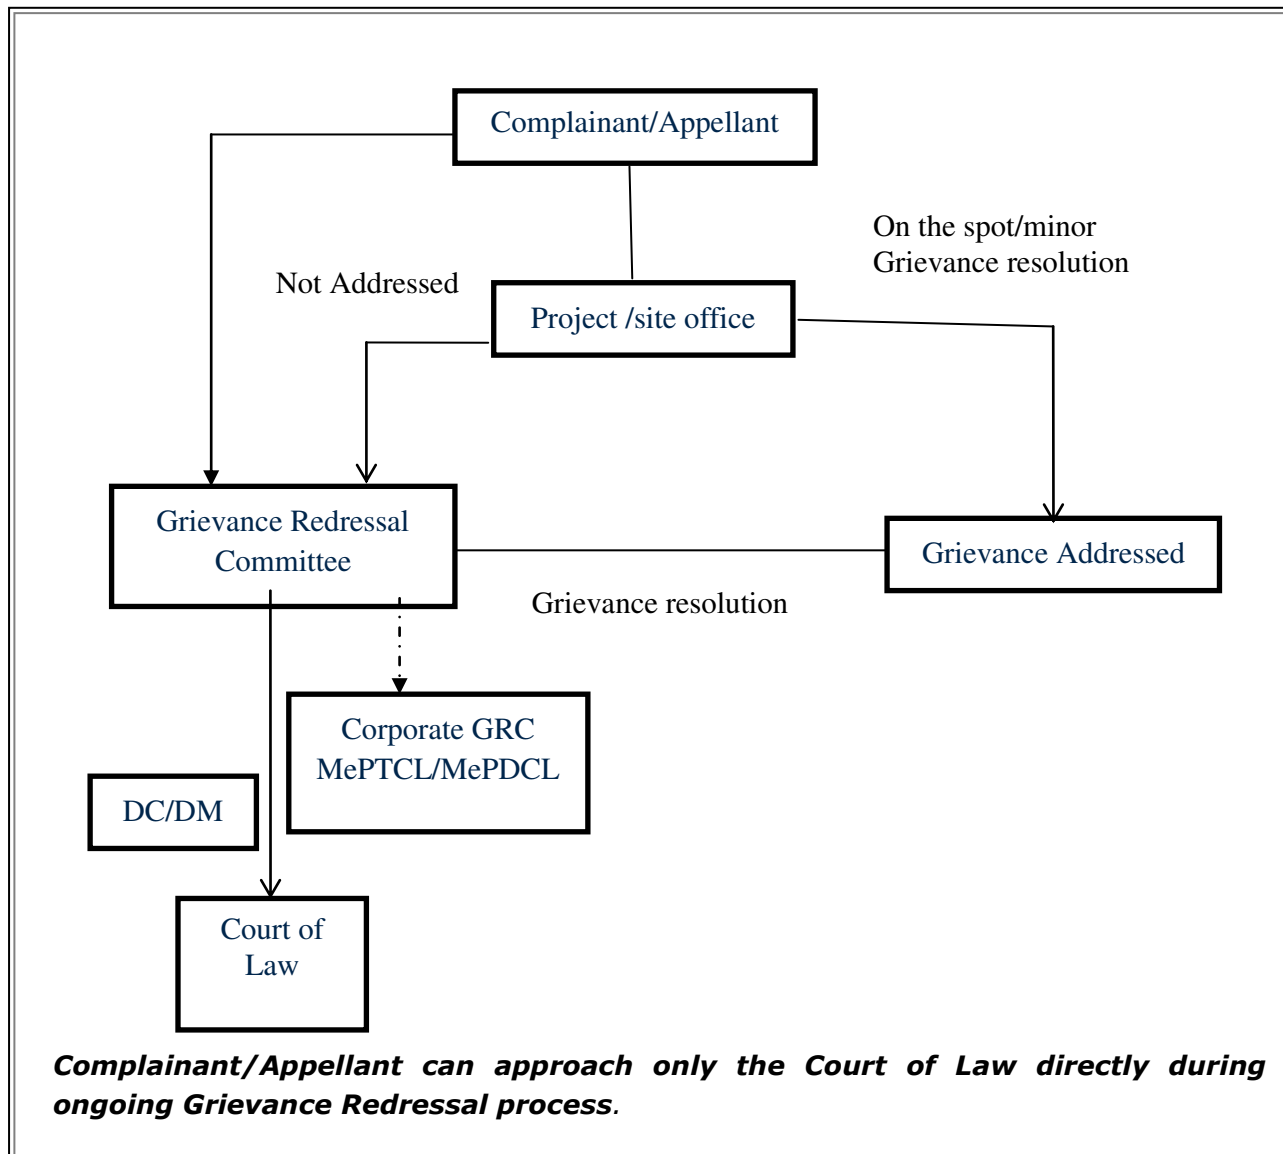 Complainant/Appellant
On the spot/minor
Grievance resolution
Not Addressed
Project /site office
Grievance Redressal
Committee
Grievance Addressed
Grievance resolution
Corporate GRC
MePTCL/MePDCL
DC/DM
Court of
Law
Complainant/Appellant can approach only the Court of Law directly during
ongoing Grievance Redressal process.